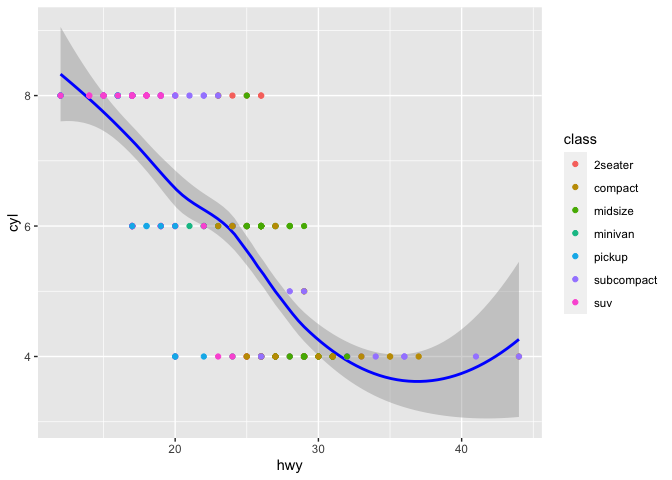 8
6
4
cyl
20 30 40
hwy
class
2seater
compact
midsize
minivan
pickup
subcompact
suv